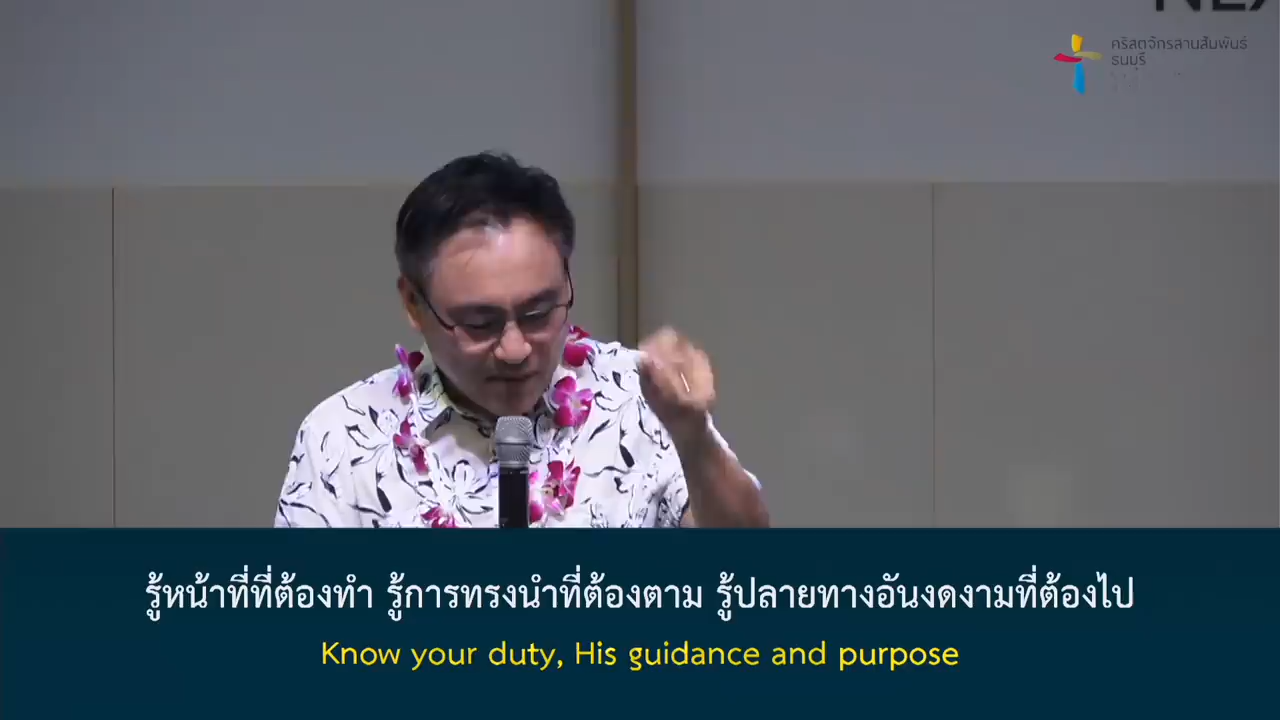 คริสตจักรสานสัมพันธ์
ธนบุรี
รู้หน้าที่ที่ต้องทำ รู้การทรงนำที่ต้องตาม รู้ปลายทางอันงดงามที่ต้องไป
Know your duty, His guidance and purpose